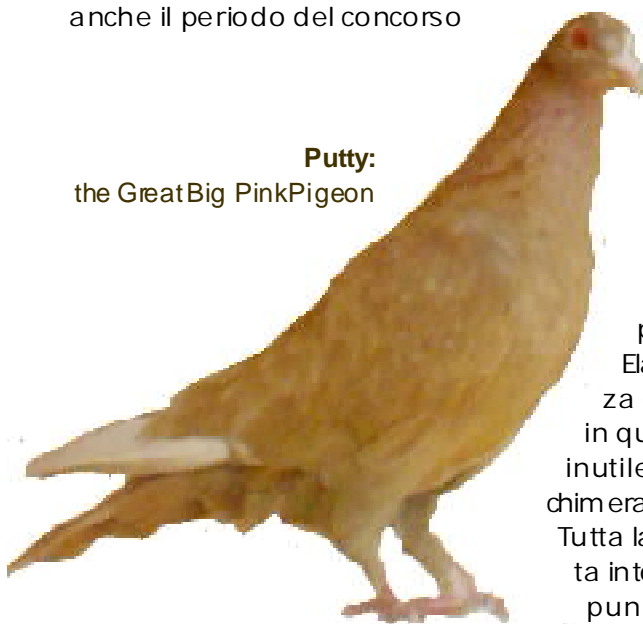 anche il periodo del concorso
Putty:
the Great Big Pink Pigeon
za
in qu
inutile
chimera
Tutta la
ta inte
pun